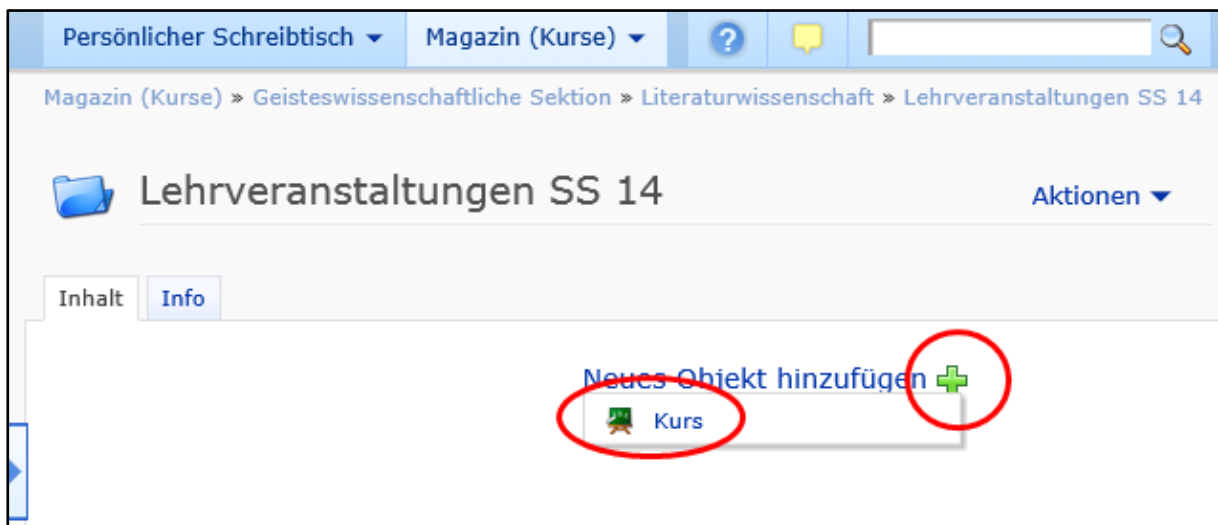 Persönlicher Schreibtisch Magazin (Kurse) ?
Magazin (Kurse) » Geisteswissenschaftliche Sektion » Literaturwissenschaft » Lehrveranstaltungen SS 14
Lehrveranstaltungen SS 14 Aktionen
Inhalt Info
Neues Objekt hinzufügen
Kurs